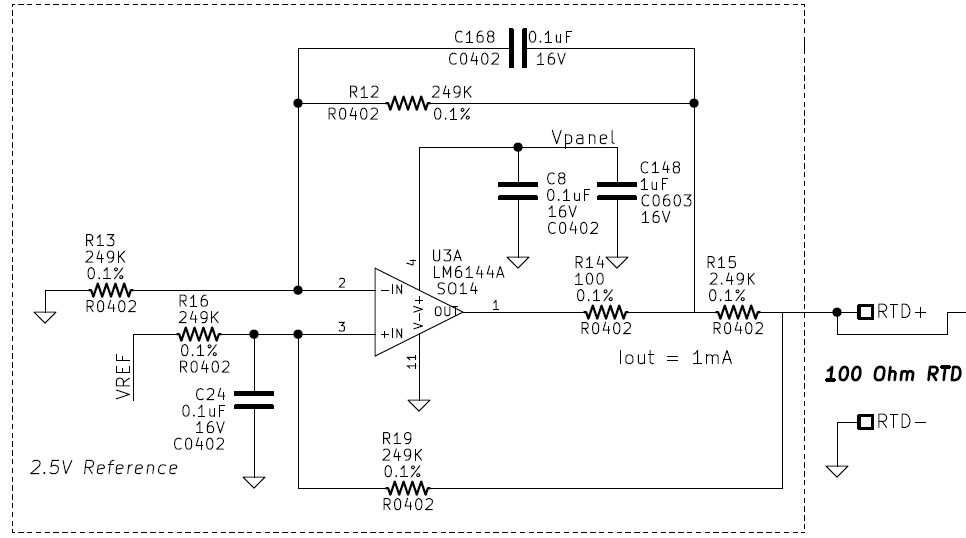 C168 0.1uF
C0402 16V
R12 249K
R0402 0.1%
Vpanel
C8
0.1uF
16V
C0402
C148
1uF
C0603
16V
R13
249K
0.1%
R0402
R16
249K
0.1%
R0402
VREF
C24
0.1uF
16V
C0402
2.5V Reference
U3A
LM6144A
SO14
4
2
-IN
3
+IN
V+
V-
OUT
1
11
R14
100
0.1%
R0402
R15
2.49K
0.1%
R0402
Iout = 1mA
RTD+
100 Ohm RTD
RTD-
R19
249K
0.1%
R0402